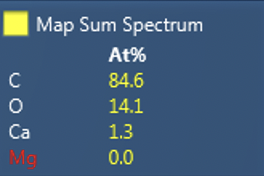 Map Sum Spectrum
At%
C 84.6
O 14.1
Ca 1.3
Mg 0.0